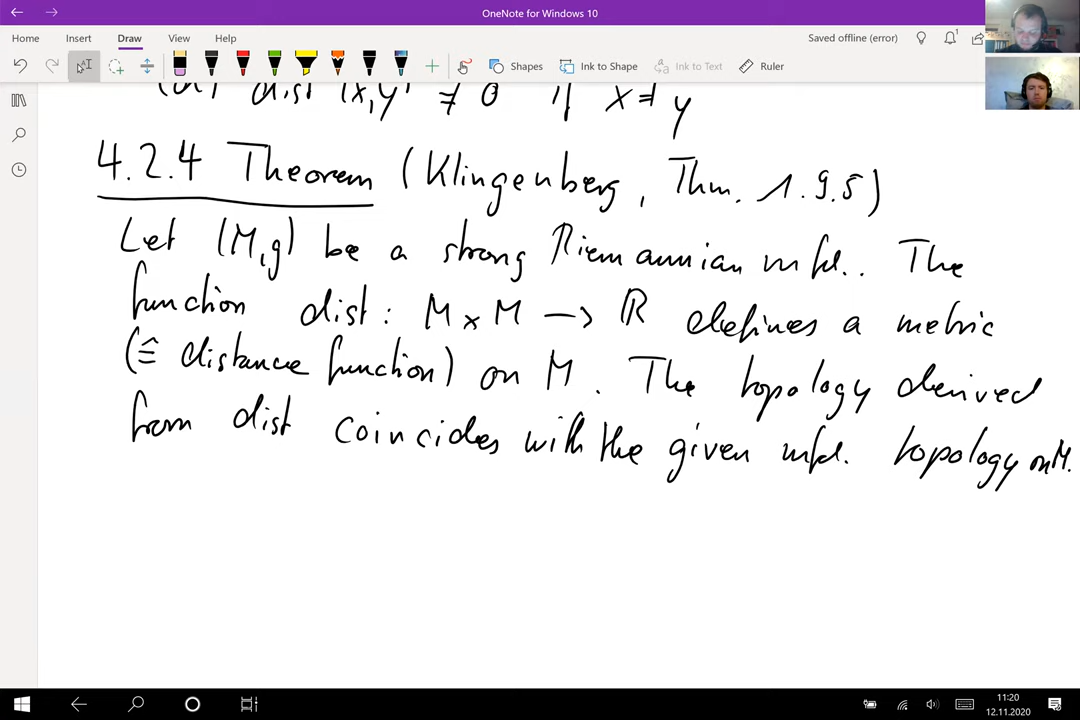 OneNote for Windows 10
Home Insert Draw View Help
Saved offline (error)
Shapes Ink to Shape Ink to Text Ruler
(d) dist (x,y) ≠ 0 if x ≠ y
4.2.4 Theorem (Klingenberg, Thm. 1.9.5)
Let (M,g) be a strong Riemannian mfd.. The
function dist: M × M → ℝ defines a metric
(≙ distance function) on M. The topology derived
from dist coincides with the given mfd. topology on M.
11:20
12.11.2020